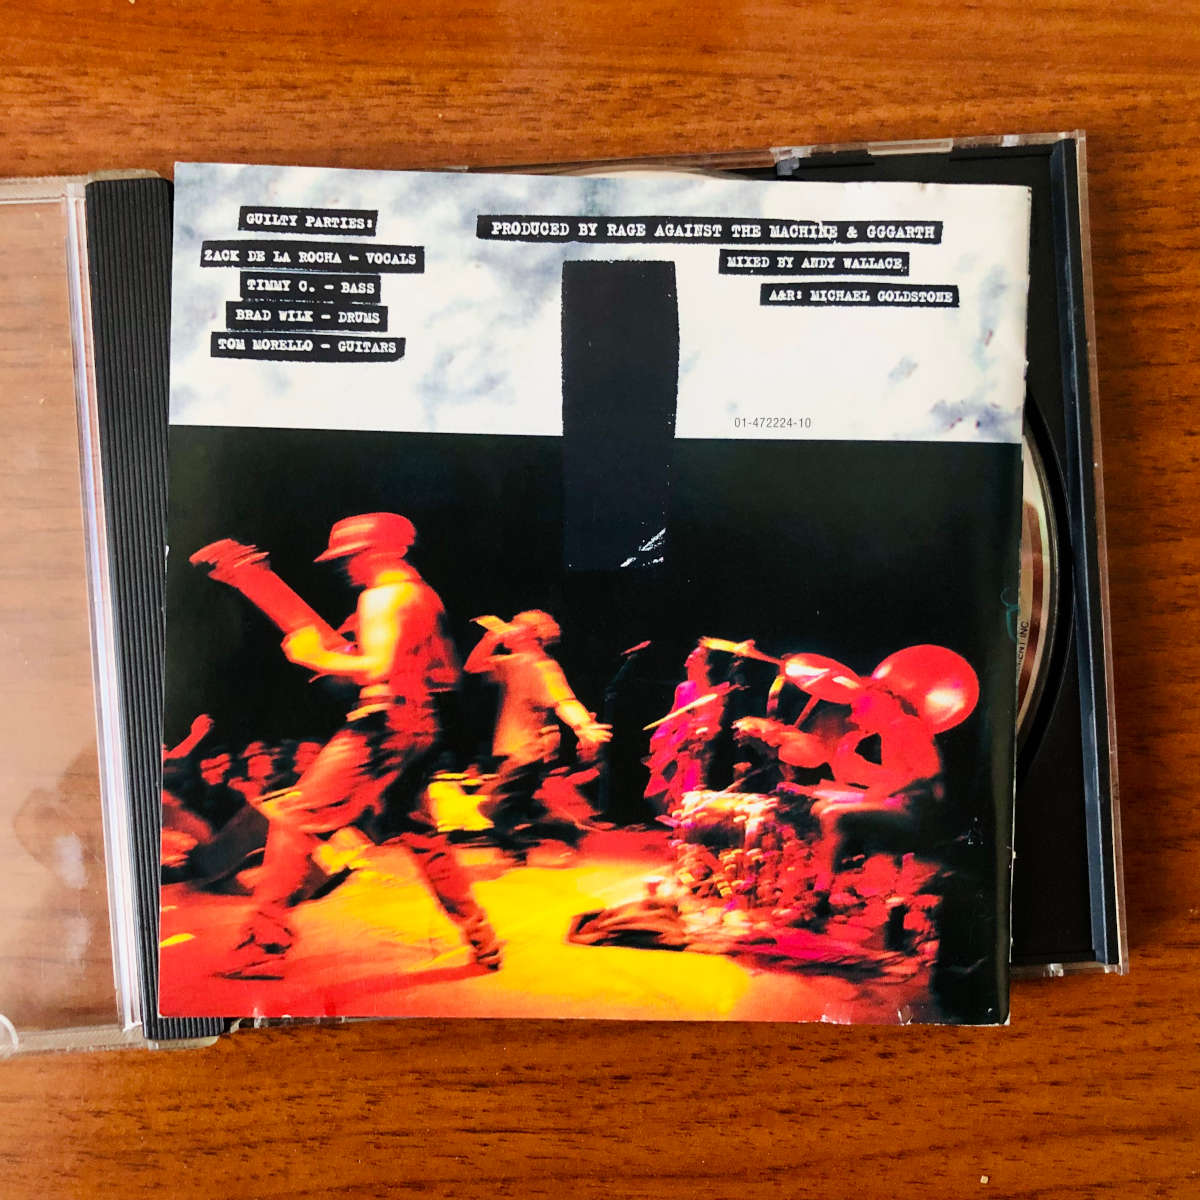 GUILTY PARTIES:
ZACK DE LA ROCHA - VOCALS
TIMMY C. - BASS
BRAD WILK - DRUMS
TOM MORELLO - GUITARS
PRODUCED BY RAGE AGAINST THE MACHINE & GGGARTH
MIXED BY ANDY WALLACE
A&R: MICHAEL GOLDSTONE
01-472224-10
INC.